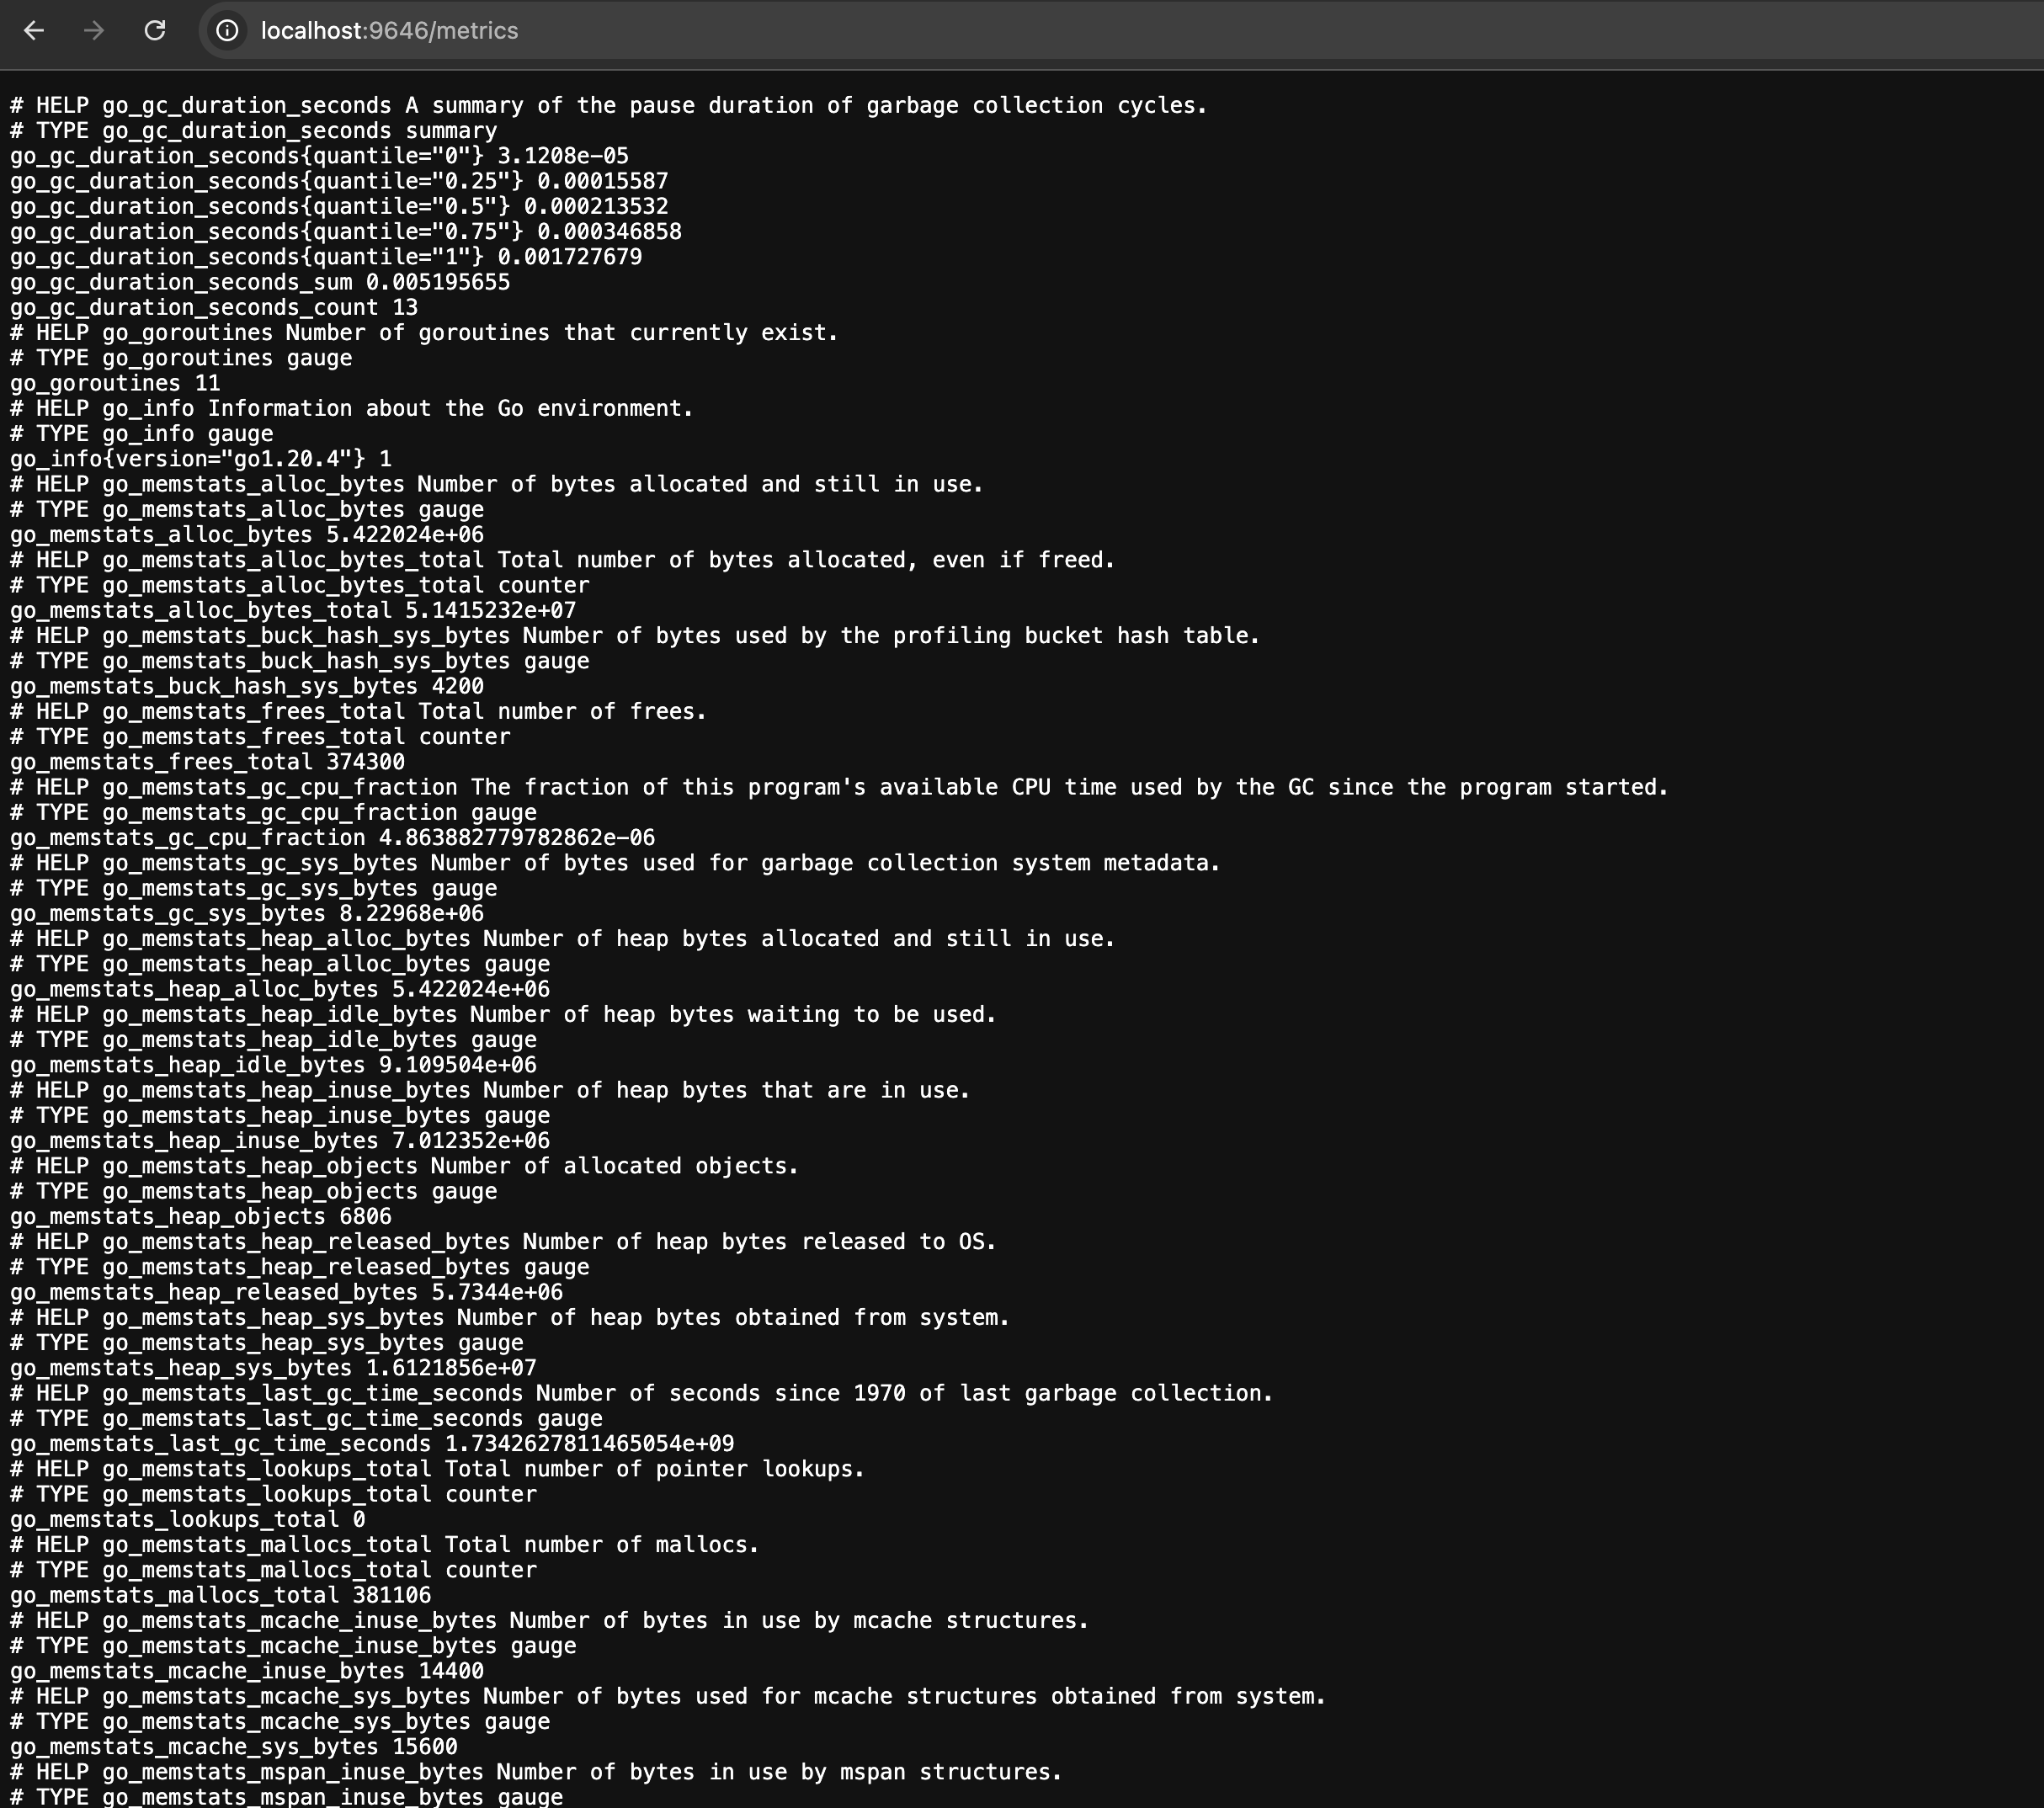 localhost:9646/metrics
# HELP go_gc_duration_seconds A summary of the pause duration of garbage collection cycles.
# TYPE go_gc_duration_seconds summary
go_gc_duration_seconds{quantile="0"} 3.1208e-05
go_gc_duration_seconds{quantile="0.25"} 0.00015587
go_gc_duration_seconds{quantile="0.5"} 0.000213532
go_gc_duration_seconds{quantile="0.75"} 0.000346858
go_gc_duration_seconds{quantile="1"} 0.001727679
go_gc_duration_seconds_sum 0.005195655
go_gc_duration_seconds_count 13
# HELP go_goroutines Number of goroutines that currently exist.
# TYPE go_goroutines gauge
go_goroutines 11
# HELP go_info Information about the Go environment.
# TYPE go_info gauge
go_info{version="go1.20.4"} 1
# HELP go_memstats_alloc_bytes Number of bytes allocated and still in use.
# TYPE go_memstats_alloc_bytes gauge
go_memstats_alloc_bytes 5.422024e+06
# HELP go_memstats_alloc_bytes_total Total number of bytes allocated, even if freed.
# TYPE go_memstats_alloc_bytes_total counter
go_memstats_alloc_bytes_total 5.1415232e+07
# HELP go_memstats_buck_hash_sys_bytes Number of bytes used by the profiling bucket hash table.
# TYPE go_memstats_buck_hash_sys_bytes gauge
go_memstats_buck_hash_sys_bytes 4200
# HELP go_memstats_frees_total Total number of frees.
# TYPE go_memstats_frees_total counter
go_memstats_frees_total 374300
# HELP go_memstats_gc_cpu_fraction The fraction of this program's available CPU time used by the GC since the program started.
# TYPE go_memstats_gc_cpu_fraction gauge
go_memstats_gc_cpu_fraction 4.863882779782862e-06
# HELP go_memstats_gc_sys_bytes Number of bytes used for garbage collection system metadata.
# TYPE go_memstats_gc_sys_bytes gauge
go_memstats_gc_sys_bytes 8.22968e+06
# HELP go_memstats_heap_alloc_bytes Number of heap bytes allocated and still in use.
# TYPE go_memstats_heap_alloc_bytes gauge
go_memstats_heap_alloc_bytes 5.422024e+06
# HELP go_memstats_heap_idle_bytes Number of heap bytes waiting to be used.
# TYPE go_memstats_heap_idle_bytes gauge
go_memstats_heap_idle_bytes 9.109504e+06
# HELP go_memstats_heap_inuse_bytes Number of heap bytes that are in use.
# TYPE go_memstats_heap_inuse_bytes gauge
go_memstats_heap_inuse_bytes 7.012352e+06
# HELP go_memstats_heap_objects Number of allocated objects.
# TYPE go_memstats_heap_objects gauge
go_memstats_heap_objects 6806
# HELP go_memstats_heap_released_bytes Number of heap bytes released to OS.
# TYPE go_memstats_heap_released_bytes gauge
go_memstats_heap_released_bytes 5.7344e+06
# HELP go_memstats_heap_sys_bytes Number of heap bytes obtained from system.
# TYPE go_memstats_heap_sys_bytes gauge
go_memstats_heap_sys_bytes 1.6121856e+07
# HELP go_memstats_last_gc_time_seconds Number of seconds since 1970 of last garbage collection.
# TYPE go_memstats_last_gc_time_seconds gauge
go_memstats_last_gc_time_seconds 1.7342627811465054e+09
# HELP go_memstats_lookups_total Total number of pointer lookups.
# TYPE go_memstats_lookups_total counter
go_memstats_lookups_total 0
# HELP go_memstats_mallocs_total Total number of mallocs.
# TYPE go_memstats_mallocs_total counter
go_memstats_mallocs_total 381106
# HELP go_memstats_mcache_inuse_bytes Number of bytes in use by mcache structures.
# TYPE go_memstats_mcache_inuse_bytes gauge
go_memstats_mcache_inuse_bytes 14400
# HELP go_memstats_mcache_sys_bytes Number of bytes used for mcache structures obtained from system.
# TYPE go_memstats_mcache_sys_bytes gauge
go_memstats_mcache_sys_bytes 15600
# HELP go_memstats_mspan_inuse_bytes Number of bytes in use by mspan structures.
# TYPE go_memstats_mspan_inuse_bytes gauge